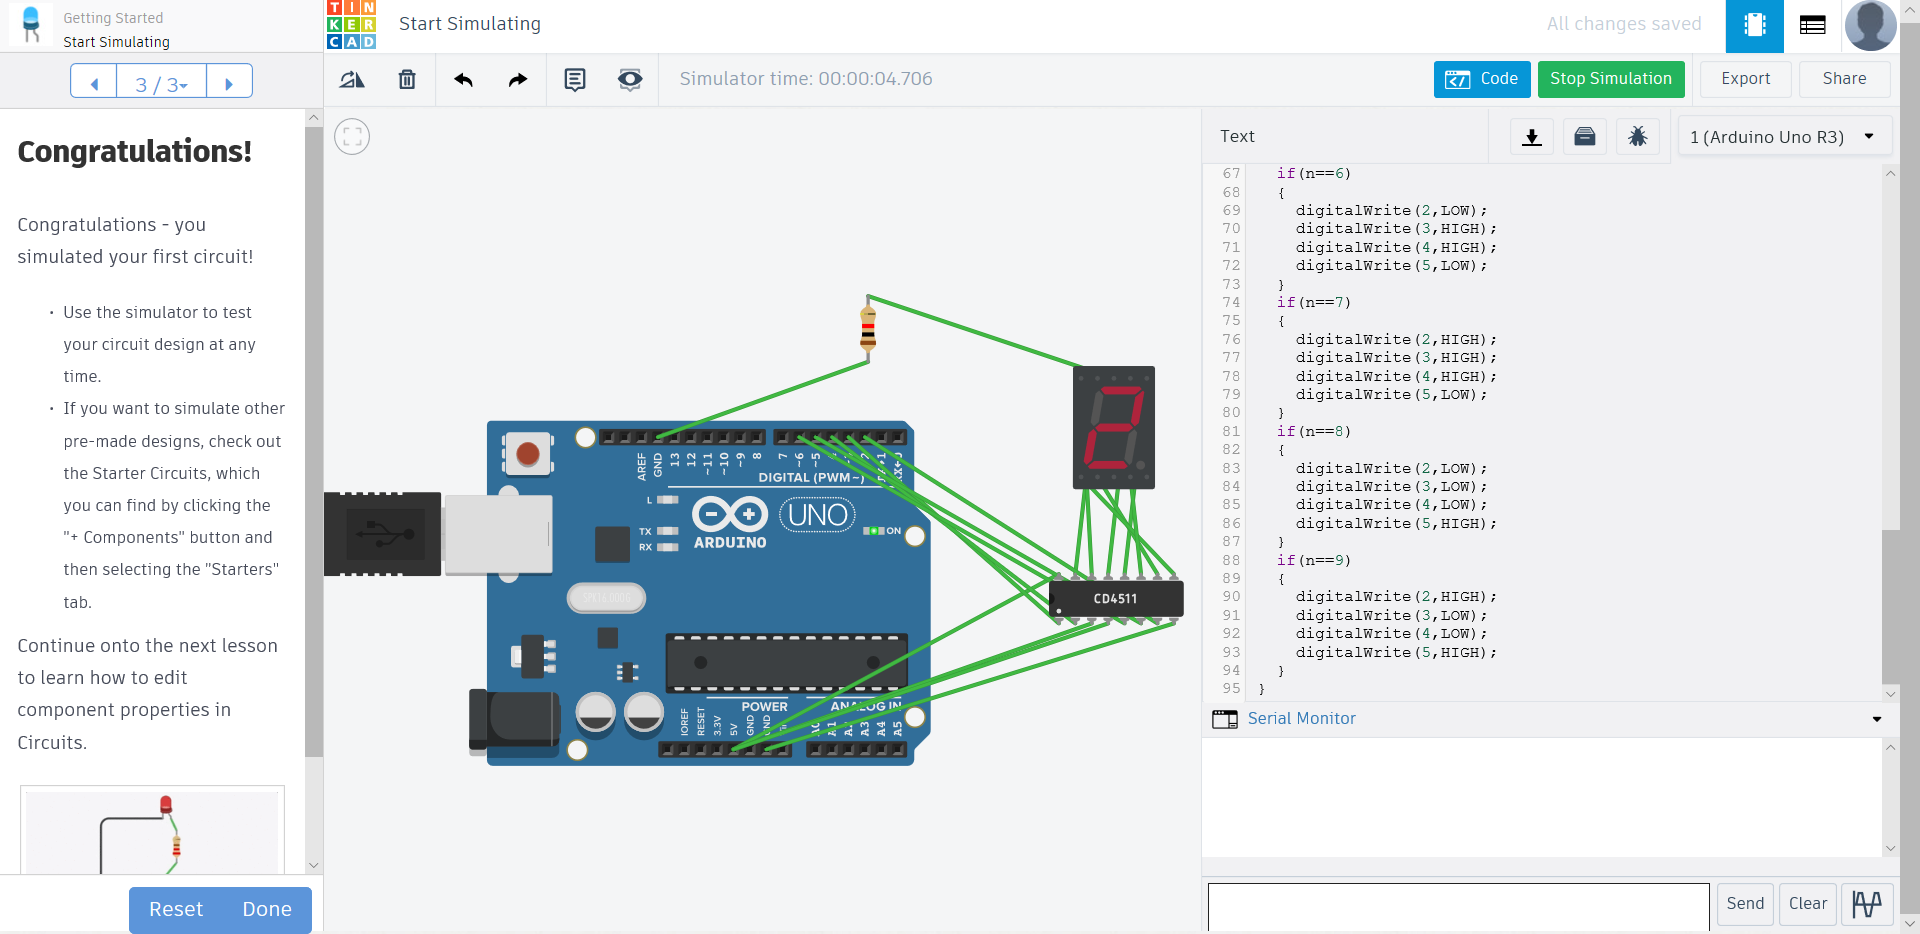 Getting Started
Start Simulating
3 / 3
Congratulations!
Congratulations - you
simulated your first circuit!
• Use the simulator to test
your circuit design at any
time.
• If you want to simulate other
pre-made designs, check out
the Starter Circuits, which
you can find by clicking the
"+ Components" button and
then selecting the "Starters"
tab.
Continue onto the next lesson
to learn how to edit
component properties in
Circuits.
Reset Done
TIN
KER
CAD
Start Simulating
All changes saved
Simulator time: 00:00:04.706
Code
Stop Simulation
Export
Share
AREF
GND
13
12
~11
~10
~9
8
7
~6
~5
DIGITAL (PWM~)
L
TX
RX
ARDUINO
UNO
ON
CD4511
POWER
ANALOG IN
IOREF
RESET
3.3V
5V
GND
GND
A0
A1
A2
A3
A4
A5
Text
1 (Arduino Uno R3)
67 if(n==6)
68 {
69 digitalWrite(2,LOW);
70 digitalWrite(3,HIGH);
71 digitalWrite(4,HIGH);
72 digitalWrite(5,LOW);
73 }
74 if(n==7)
75 {
76 digitalWrite(2,HIGH);
77 digitalWrite(3,HIGH);
78 digitalWrite(4,HIGH);
79 digitalWrite(5,LOW);
80 }
81 if(n==8)
82 {
83 digitalWrite(2,LOW);
84 digitalWrite(3,LOW);
85 digitalWrite(4,LOW);
86 digitalWrite(5,HIGH);
87 }
88 if(n==9)
89 {
90 digitalWrite(2,HIGH);
91 digitalWrite(3,LOW);
92 digitalWrite(4,LOW);
93 digitalWrite(5,HIGH);
94 }
95 }
Serial Monitor
Send
Clear